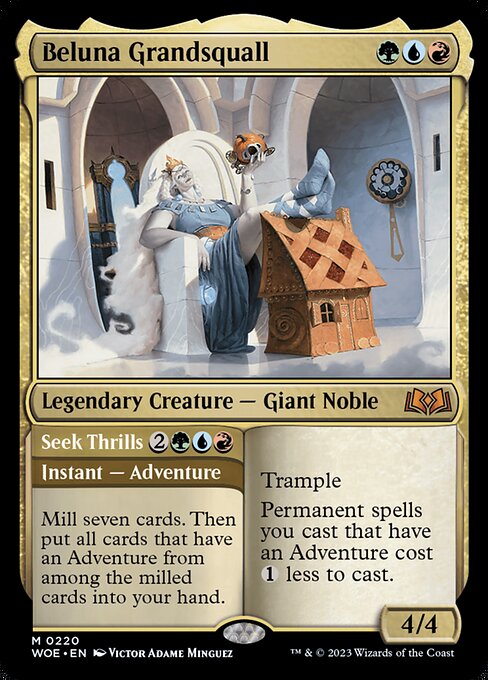 Beluna Grandsquall
Legendary Creature — Giant Noble
Seek Thrills 2
Instant — Adventure
Mill seven cards. Then
put all cards that have
an Adventure from
among the milled
cards into your hand.
Trample
Permanent spells
you cast that have
an Adventure cost
1 less to cast.
4/4
M 0220
WOE • EN Victor Adame Minguez
™ & © 2023 Wizards of the Coast